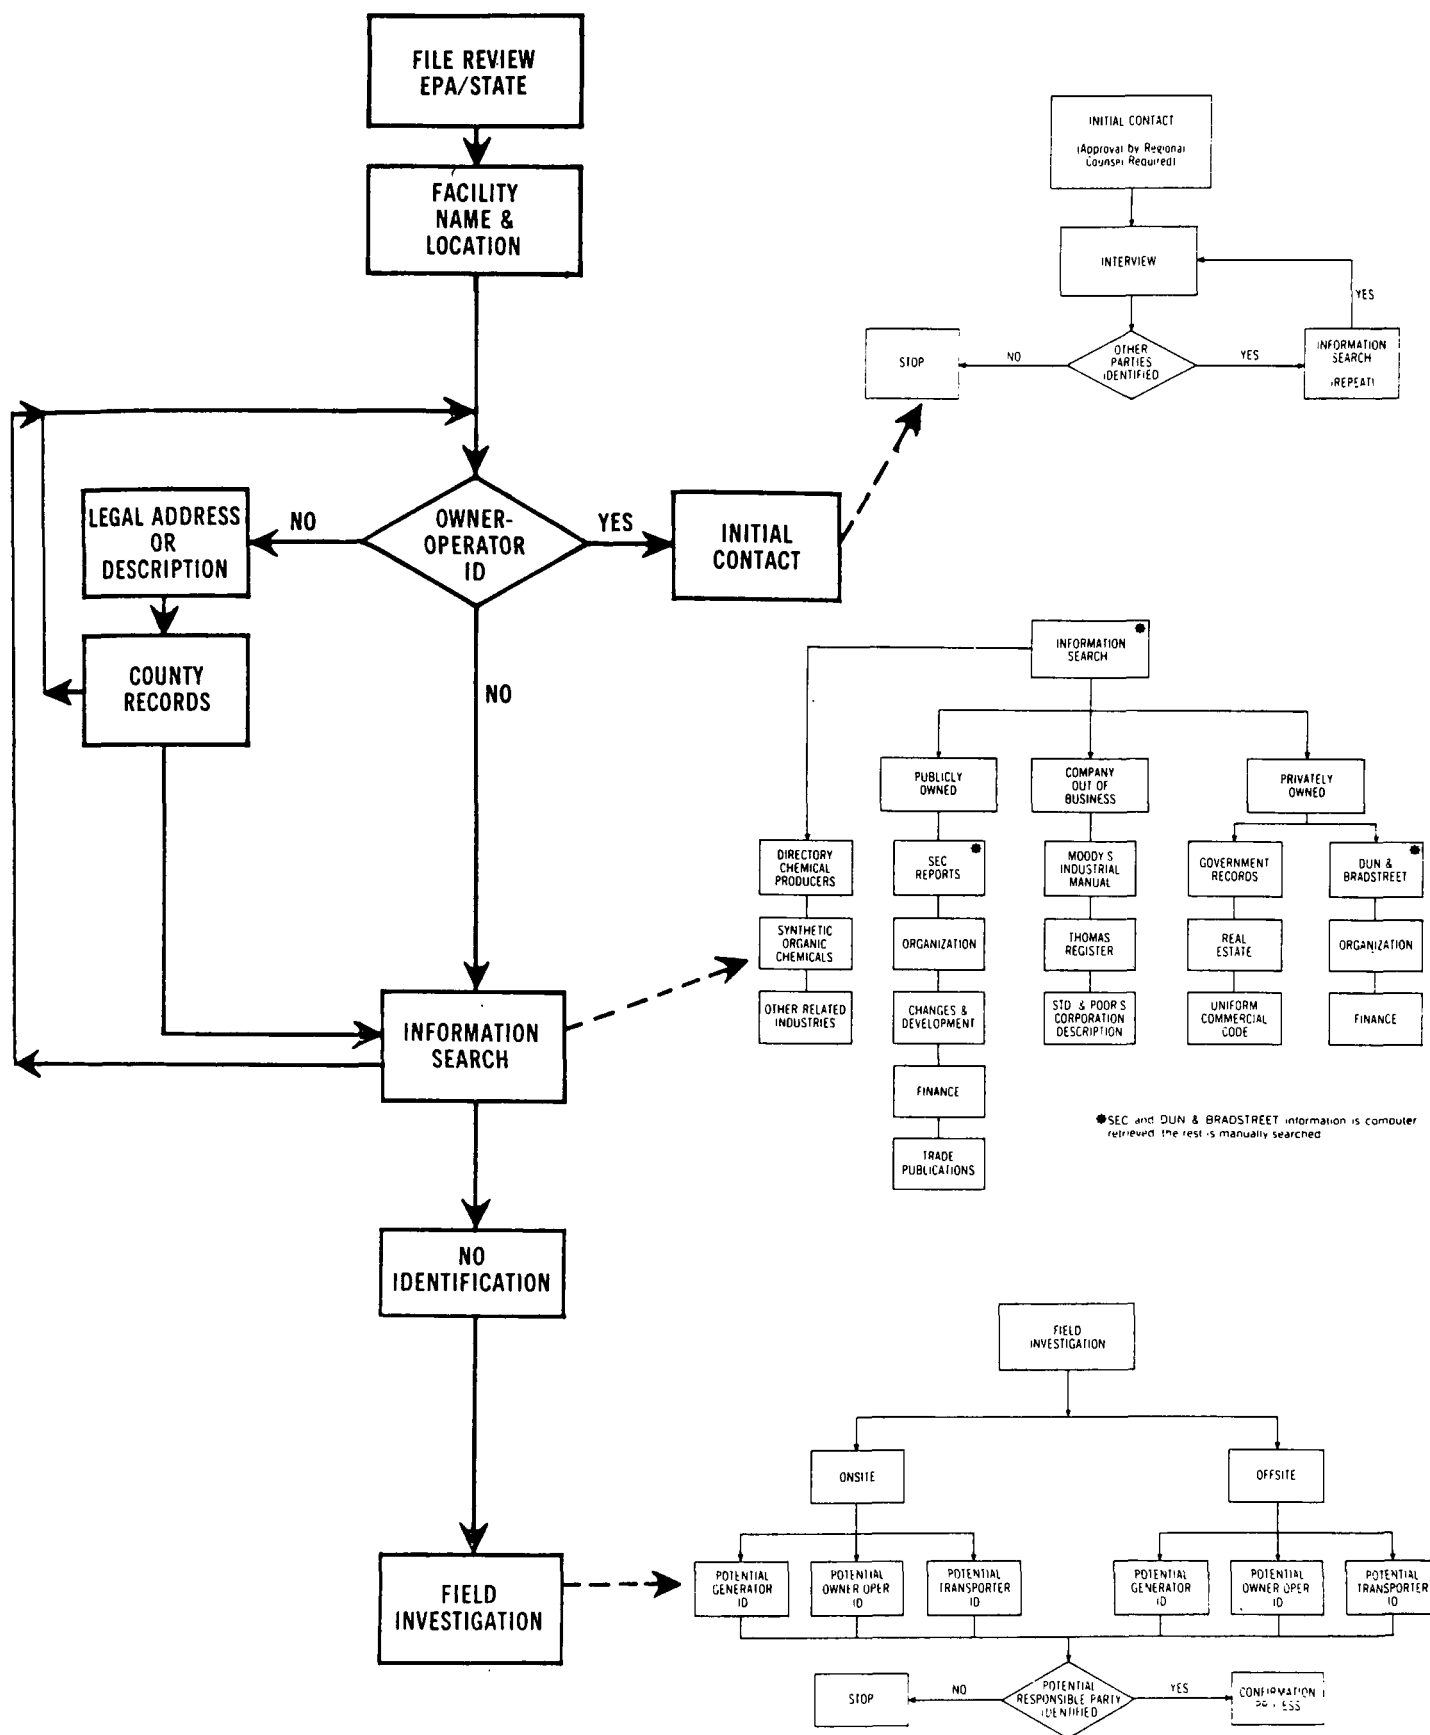 FILE REVIEW
EPA/STATE
FACILITY
NAME &
LOCATION
LEGAL ADDRESS
OR
DESCRIPTION
NO
OWNER-
OPERATOR
ID
YES
INITIAL
CONTACT
COUNTY
RECORDS
NO
INFORMATION
SEARCH
NO
IDENTIFICATION
FIELD
INVESTIGATION
INITIAL CONTACT
(Approval by Regional
Counsel Required)
INTERVIEW
YES
STOP
NO
OTHER
PARTIES
IDENTIFIED
YES
INFORMATION
SEARCH
(REPEAT)
INFORMATION
SEARCH
PUBLICLY
OWNED
COMPANY
OUT OF
BUSINESS
PRIVATELY
OWNED
DIRECTORY
CHEMICAL
PRODUCERS
SEC
REPORTS
MOODY S
INDUSTRIAL
MANUAL
GOVERNMENT
RECORDS
DUN &
BRADSTREET
SYNTHETIC
ORGANIC
CHEMICALS
ORGANIZATION
THOMAS
REGISTER
REAL
ESTATE
ORGANIZATION
OTHER RELATED
INDUSTRIES
CHANGES &
DEVELOPMENT
STD & POOR S
CORPORATION
DESCRIPTION
UNIFORM
COMMERCIAL
CODE
FINANCE
FINANCE
TRADE
PUBLICATIONS
SEC and DUN & BRADSTREET information is computer
retrieved the rest is manually searched
FIELD
INVESTIGATION
ONSITE
OFFSITE
POTENTIAL
GENERATOR
ID
POTENTIAL
OWNER OPER
ID
POTENTIAL
TRANSPORTER
ID
POTENTIAL
GENERATOR
ID
POTENTIAL
OWNER OPER
ID
POTENTIAL
TRANSPORTER
ID
STOP
NO
POTENTIAL
RESPONSIBLE PARTY
IDENTIFIED
YES
CONFIRMATION
PROCESS